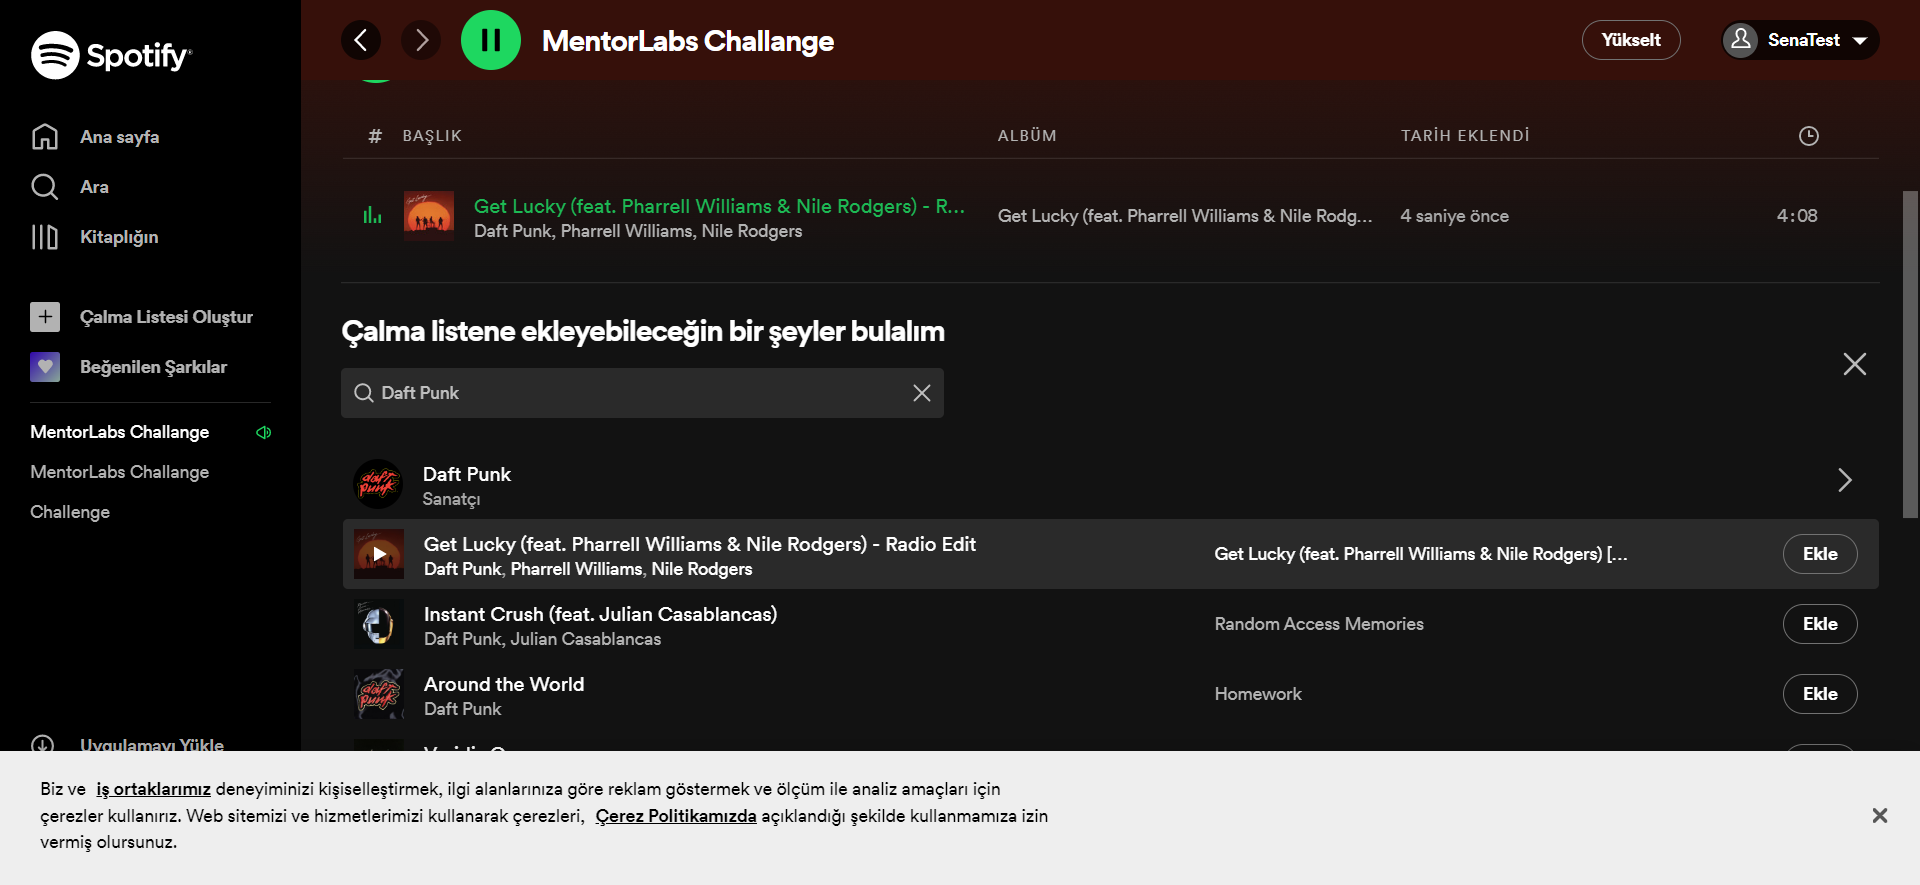 Spotify
Ana sayfa
Ara
Kitaplığın
Çalma Listesi Oluştur
Beğenilen Şarkılar
MentorLabs Challange
MentorLabs Challange
Challenge
Uygulamayı Yükle
MentorLabs Challange
Yükselt
SenaTest
# BAŞLIK ALBÜM TARİH EKLENDİ
Get Lucky (feat. Pharrell Williams & Nile Rodgers) - R...
Daft Punk, Pharrell Williams, Nile Rodgers
Get Lucky (feat. Pharrell Williams & Nile Rodg...
4 saniye önce
4:08
Çalma listene ekleyebileceğin bir şeyler bulalım
Daft Punk
Daft Punk
Sanatçı
Get Lucky (feat. Pharrell Williams & Nile Rodgers) - Radio Edit
Daft Punk, Pharrell Williams, Nile Rodgers
Get Lucky (feat. Pharrell Williams & Nile Rodgers) [...
Ekle
Instant Crush (feat. Julian Casablancas)
Daft Punk, Julian Casablancas
Random Access Memories
Ekle
Around the World
Daft Punk
Homework
Ekle
Biz ve iş ortaklarımız deneyiminizi kişiselleştirmek, ilgi alanlarınıza göre reklam göstermek ve ölçüm ile analiz amaçları için
çerezler kullanırız. Web sitemizi ve hizmetlerimizi kullanarak çerezleri, Çerez Politikamızda açıklandığı şekilde kullanmamıza izin
vermiş olursunuz.